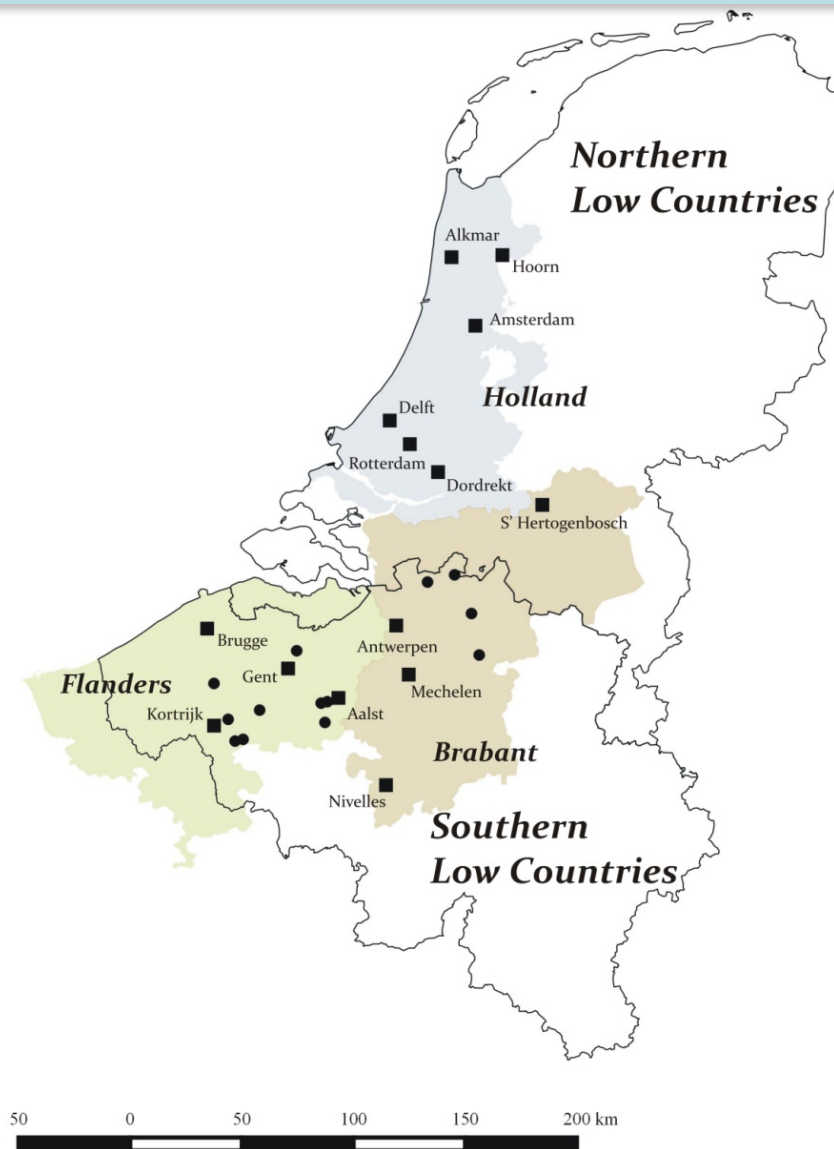 Northern
Low Countries
Alkmar
Hoorn
Amsterdam
Holland
Delft
Rotterdam
Dordrekt
S' Hertogenbosch
Brugge
Antwerpen
Gent
Mechelen
Flanders
Kortrijk
Aalst
Brabant
Nivelles
Southern
Low Countries
50 0 50 100 150 200 km